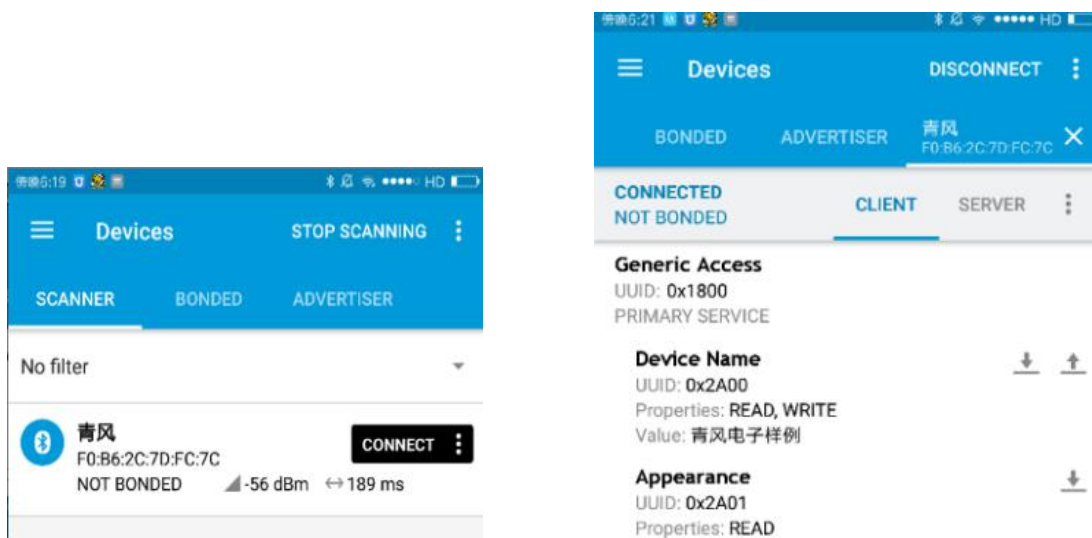 傍晚6:19 HD
Devices STOP SCANNING
SCANNER BONDED ADVERTISER
No filter
青风
F0:B6:2C:7D:FC:7C
CONNECT
NOT BONDED -56 dBm 189 ms
傍晚6:21 HD
Devices DISCONNECT
BONDED ADVERTISER
青风
F0:B6:2C:7D:FC:7C
CONNECTED
NOT BONDED
CLIENT SERVER
Generic Access
UUID: 0x1800
PRIMARY SERVICE
Device Name
UUID: 0x2A00
Properties: READ, WRITE
Value: 青风电子样例
Appearance
UUID: 0x2A01
Properties: READ